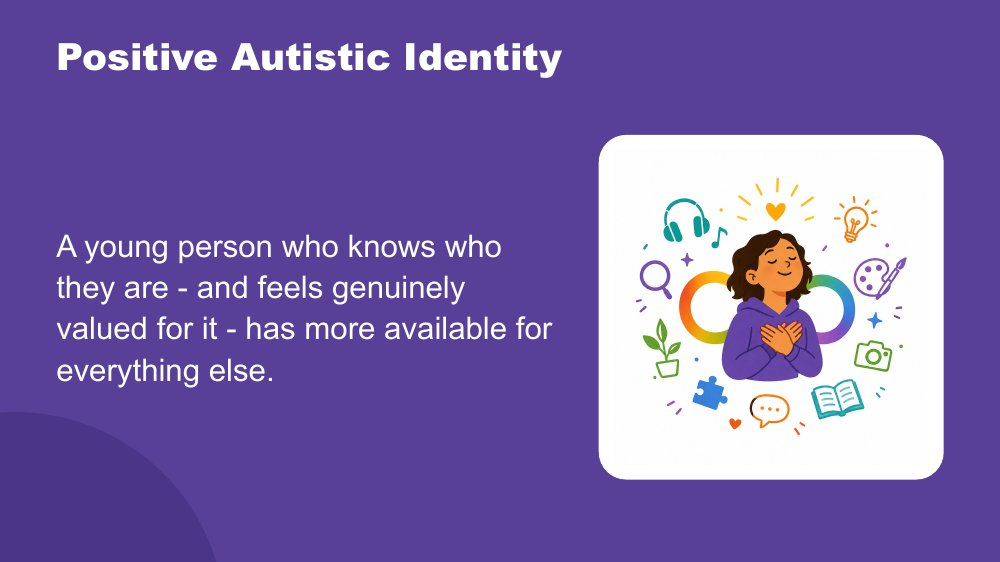 Positive Autistic Identity
A young person who knows who
they are - and feels genuinely
valued for it - has more available for
everything else.